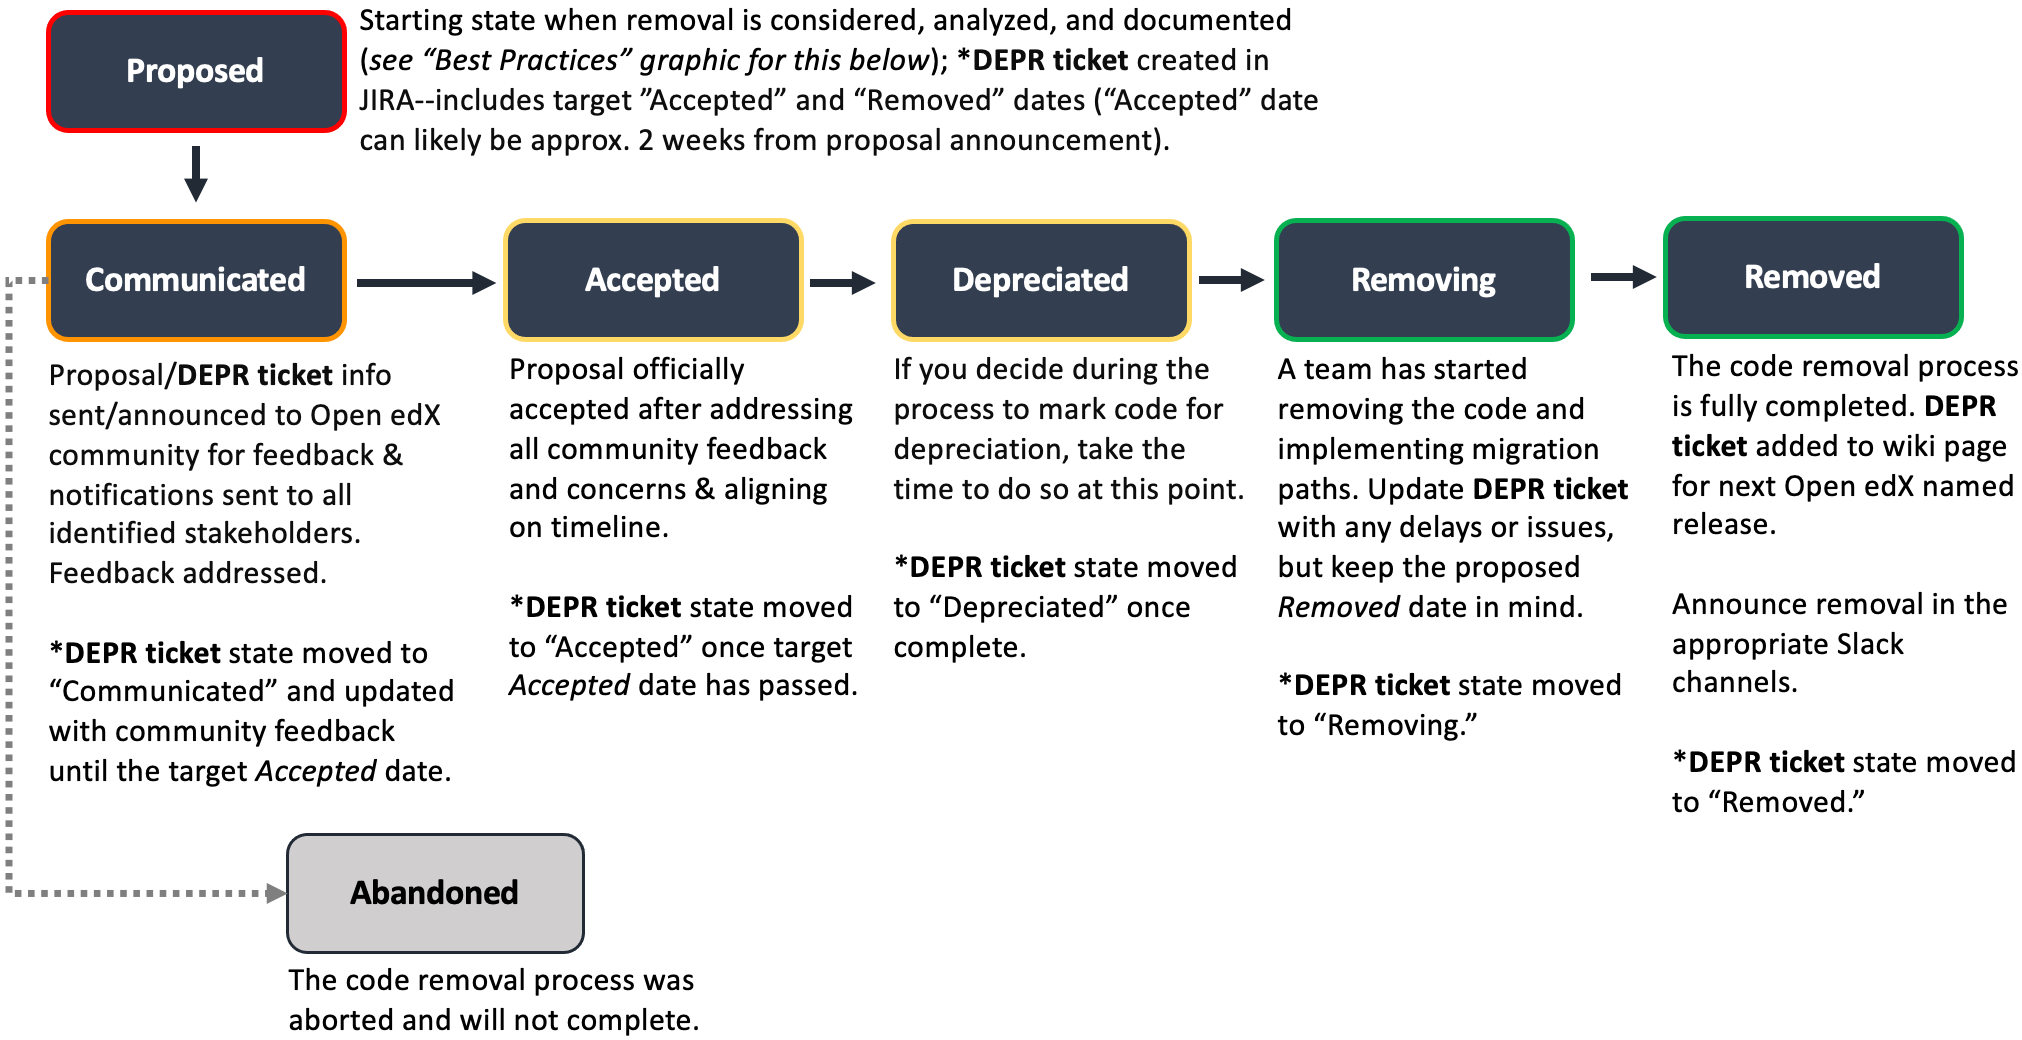 Proposed
Starting state when removal is considered, analyzed, and documented
(see “Best Practices” graphic for this below); *DEPR ticket created in
JIRA--includes target ”Accepted” and “Removed” dates (“Accepted” date
can likely be approx. 2 weeks from proposal announcement).
Communicated
Proposal/DEPR ticket info
sent/announced to Open edX
community for feedback &
notifications sent to all
identified stakeholders.
Feedback addressed.
*DEPR ticket state moved to
“Communicated” and updated
with community feedback
until the target Accepted date.
Accepted
Proposal officially
accepted after addressing
all community feedback
and concerns & aligning
on timeline.
*DEPR ticket state moved
to “Accepted” once target
Accepted date has passed.
Depreciated
If you decide during the
process to mark code for
depreciation, take the
time to do so at this point.
*DEPR ticket state moved
to “Depreciated” once
complete.
Removing
A team has started
removing the code and
implementing migration
paths. Update DEPR ticket
with any delays or issues,
but keep the proposed
Removed date in mind.
*DEPR ticket state moved
to “Removing.”
Removed
The code removal process
is fully completed. DEPR
ticket added to wiki page
for next Open edX named
release.
Announce removal in the
appropriate Slack
channels.
*DEPR ticket state moved
to “Removed.”
Abandoned
The code removal process was
aborted and will not complete.